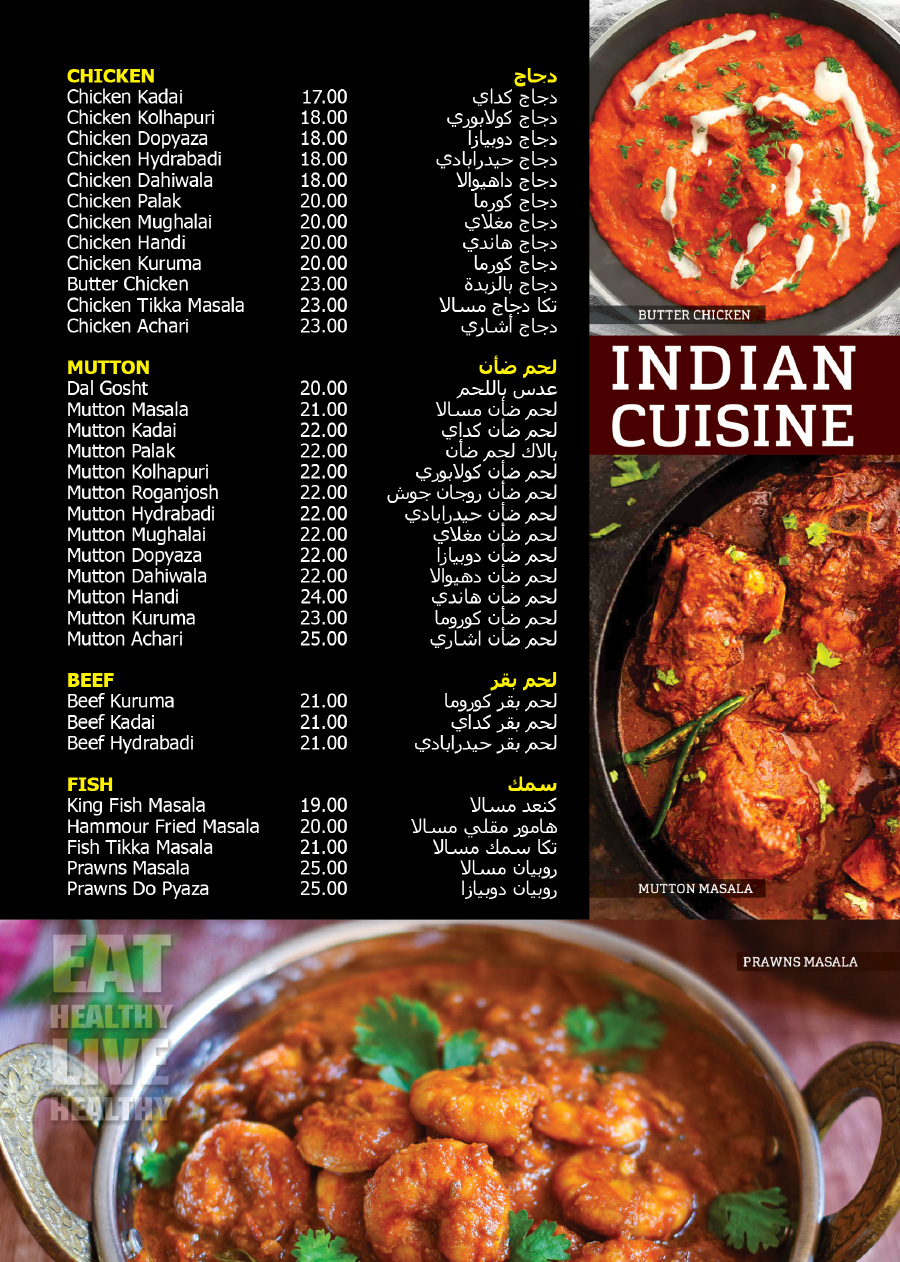 CHICKEN دجاج
Chicken Kadai 17.00 دجاج كداي
Chicken Kolhapuri 18.00 دجاج كولابوري
Chicken Dopyaza 18.00 دجاج دوبيازا
Chicken Hydrabadi 18.00 دجاج حيدرابادي
Chicken Dahiwala 18.00 دجاج داهيوالا
Chicken Palak 20.00 دجاج كورما
Chicken Mughalai 20.00 دجاج مغلاي
Chicken Handi 20.00 دجاج هاندي
Chicken Kuruma 20.00 دجاج كورما
Butter Chicken 23.00 دجاج بالزبدة
Chicken Tikka Masala 23.00 تكا دجاج مسالا
Chicken Achari 23.00 دجاج أشاري
MUTTON لحم ضأن
Dal Gosht 20.00 عدس باللحم
Mutton Masala 21.00 لحم ضأن مسالا
Mutton Kadai 22.00 لحم ضأن كداي
Mutton Palak 22.00 بالاك لحم ضأن
Mutton Kolhapuri 22.00 لحم ضأن كولابوري
Mutton Roganjosh 22.00 لحم ضأن روجان جوش
Mutton Hydrabadi 22.00 لحم ضأن حيدرابادي
Mutton Mughalai 22.00 لحم ضأن مغلاي
Mutton Dopyaza 22.00 لحم ضأن دوبيازا
Mutton Dahiwala 22.00 لحم ضأن دهيوالا
Mutton Handi 24.00 لحم ضأن هاندي
Mutton Kuruma 23.00 لحم ضأن كوروما
Mutton Achari 25.00 لحم ضأن اشاري
BEEF لحم بقر
Beef Kuruma 21.00 لحم بقر كوروما
Beef Kadai 21.00 لحم بقر كداي
Beef Hydrabadi 21.00 لحم بقر حيدرابادي
FISH سمك
King Fish Masala 19.00 كنعد مسالا
Hammour Fried Masala 20.00 هامور مقلي مسالا
Fish Tikka Masala 21.00 تكا سمك مسالا
Prawns Masala 25.00 روبيان مسالا
Prawns Do Pyaza 25.00 روبيان دوبيازا
BUTTER CHICKEN
INDIAN
CUISINE
MUTTON MASALA
PRAWNS MASALA
EAT
HEALTHY
LIVE
HEALTHY